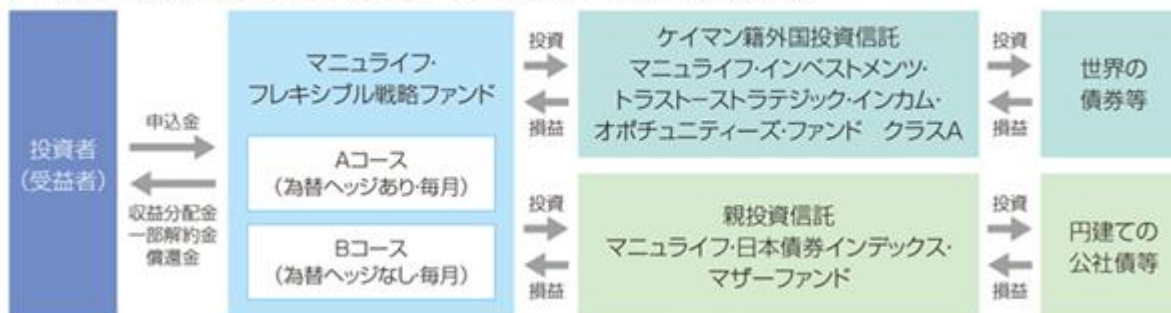 投資者
(受益者)
申込金
収益分配金
一部解約金
償還金
マニュライフ・
フレキシブル戦略ファンド
Aコース
(為替ヘッジあり・毎月)
Bコース
(為替ヘッジなし・毎月)
投資
損益
ケイマン籍外国投資信託
マニュライフ・インベストメンツ・
トラストーストラテジック・インカム・
オポチュニティーズ・ファンド クラスA
投資
損益
世界の
債券等
投資
損益
親投資信託
マニュライフ・日本債券インデックス・
マザーファンド
投資
損益
円建ての
公社債等